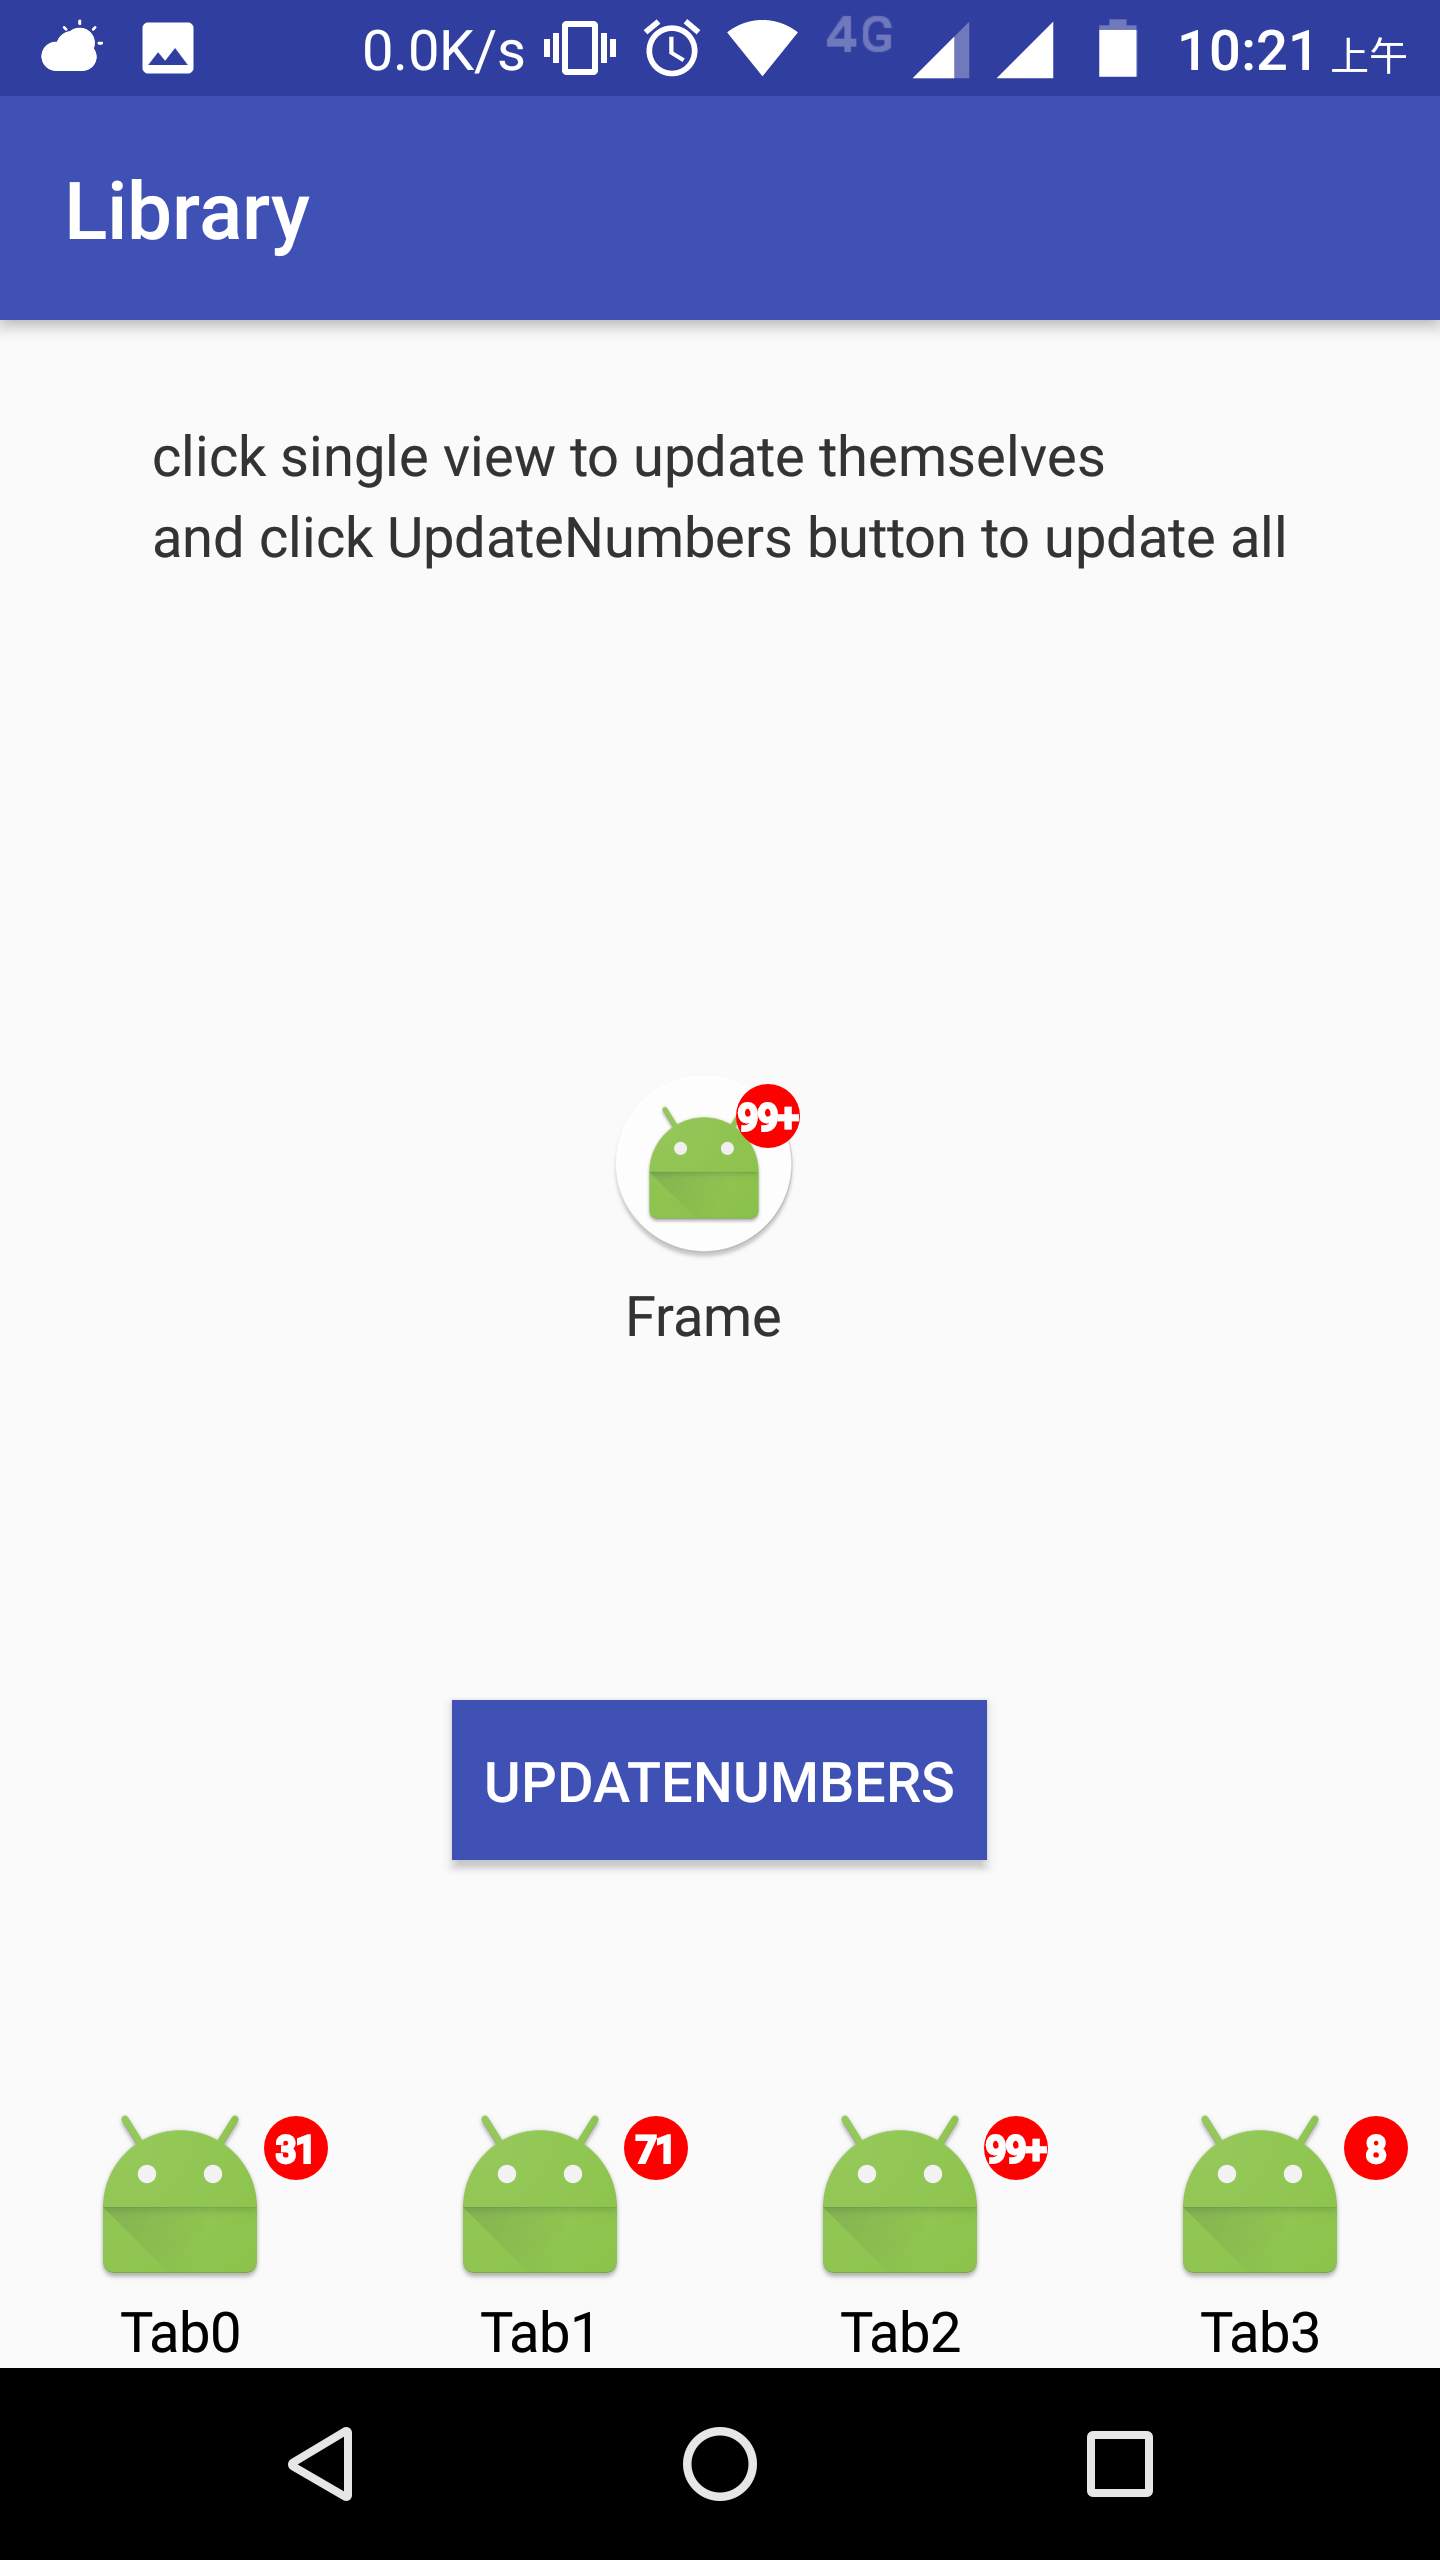 0.0K/s 4G 10:21 上午
Library
click single view to update themselves
and click UpdateNumbers button to update all
99+
Frame
UPDATENUMBERS
31 71 99+ 8
Tab0 Tab1 Tab2 Tab3